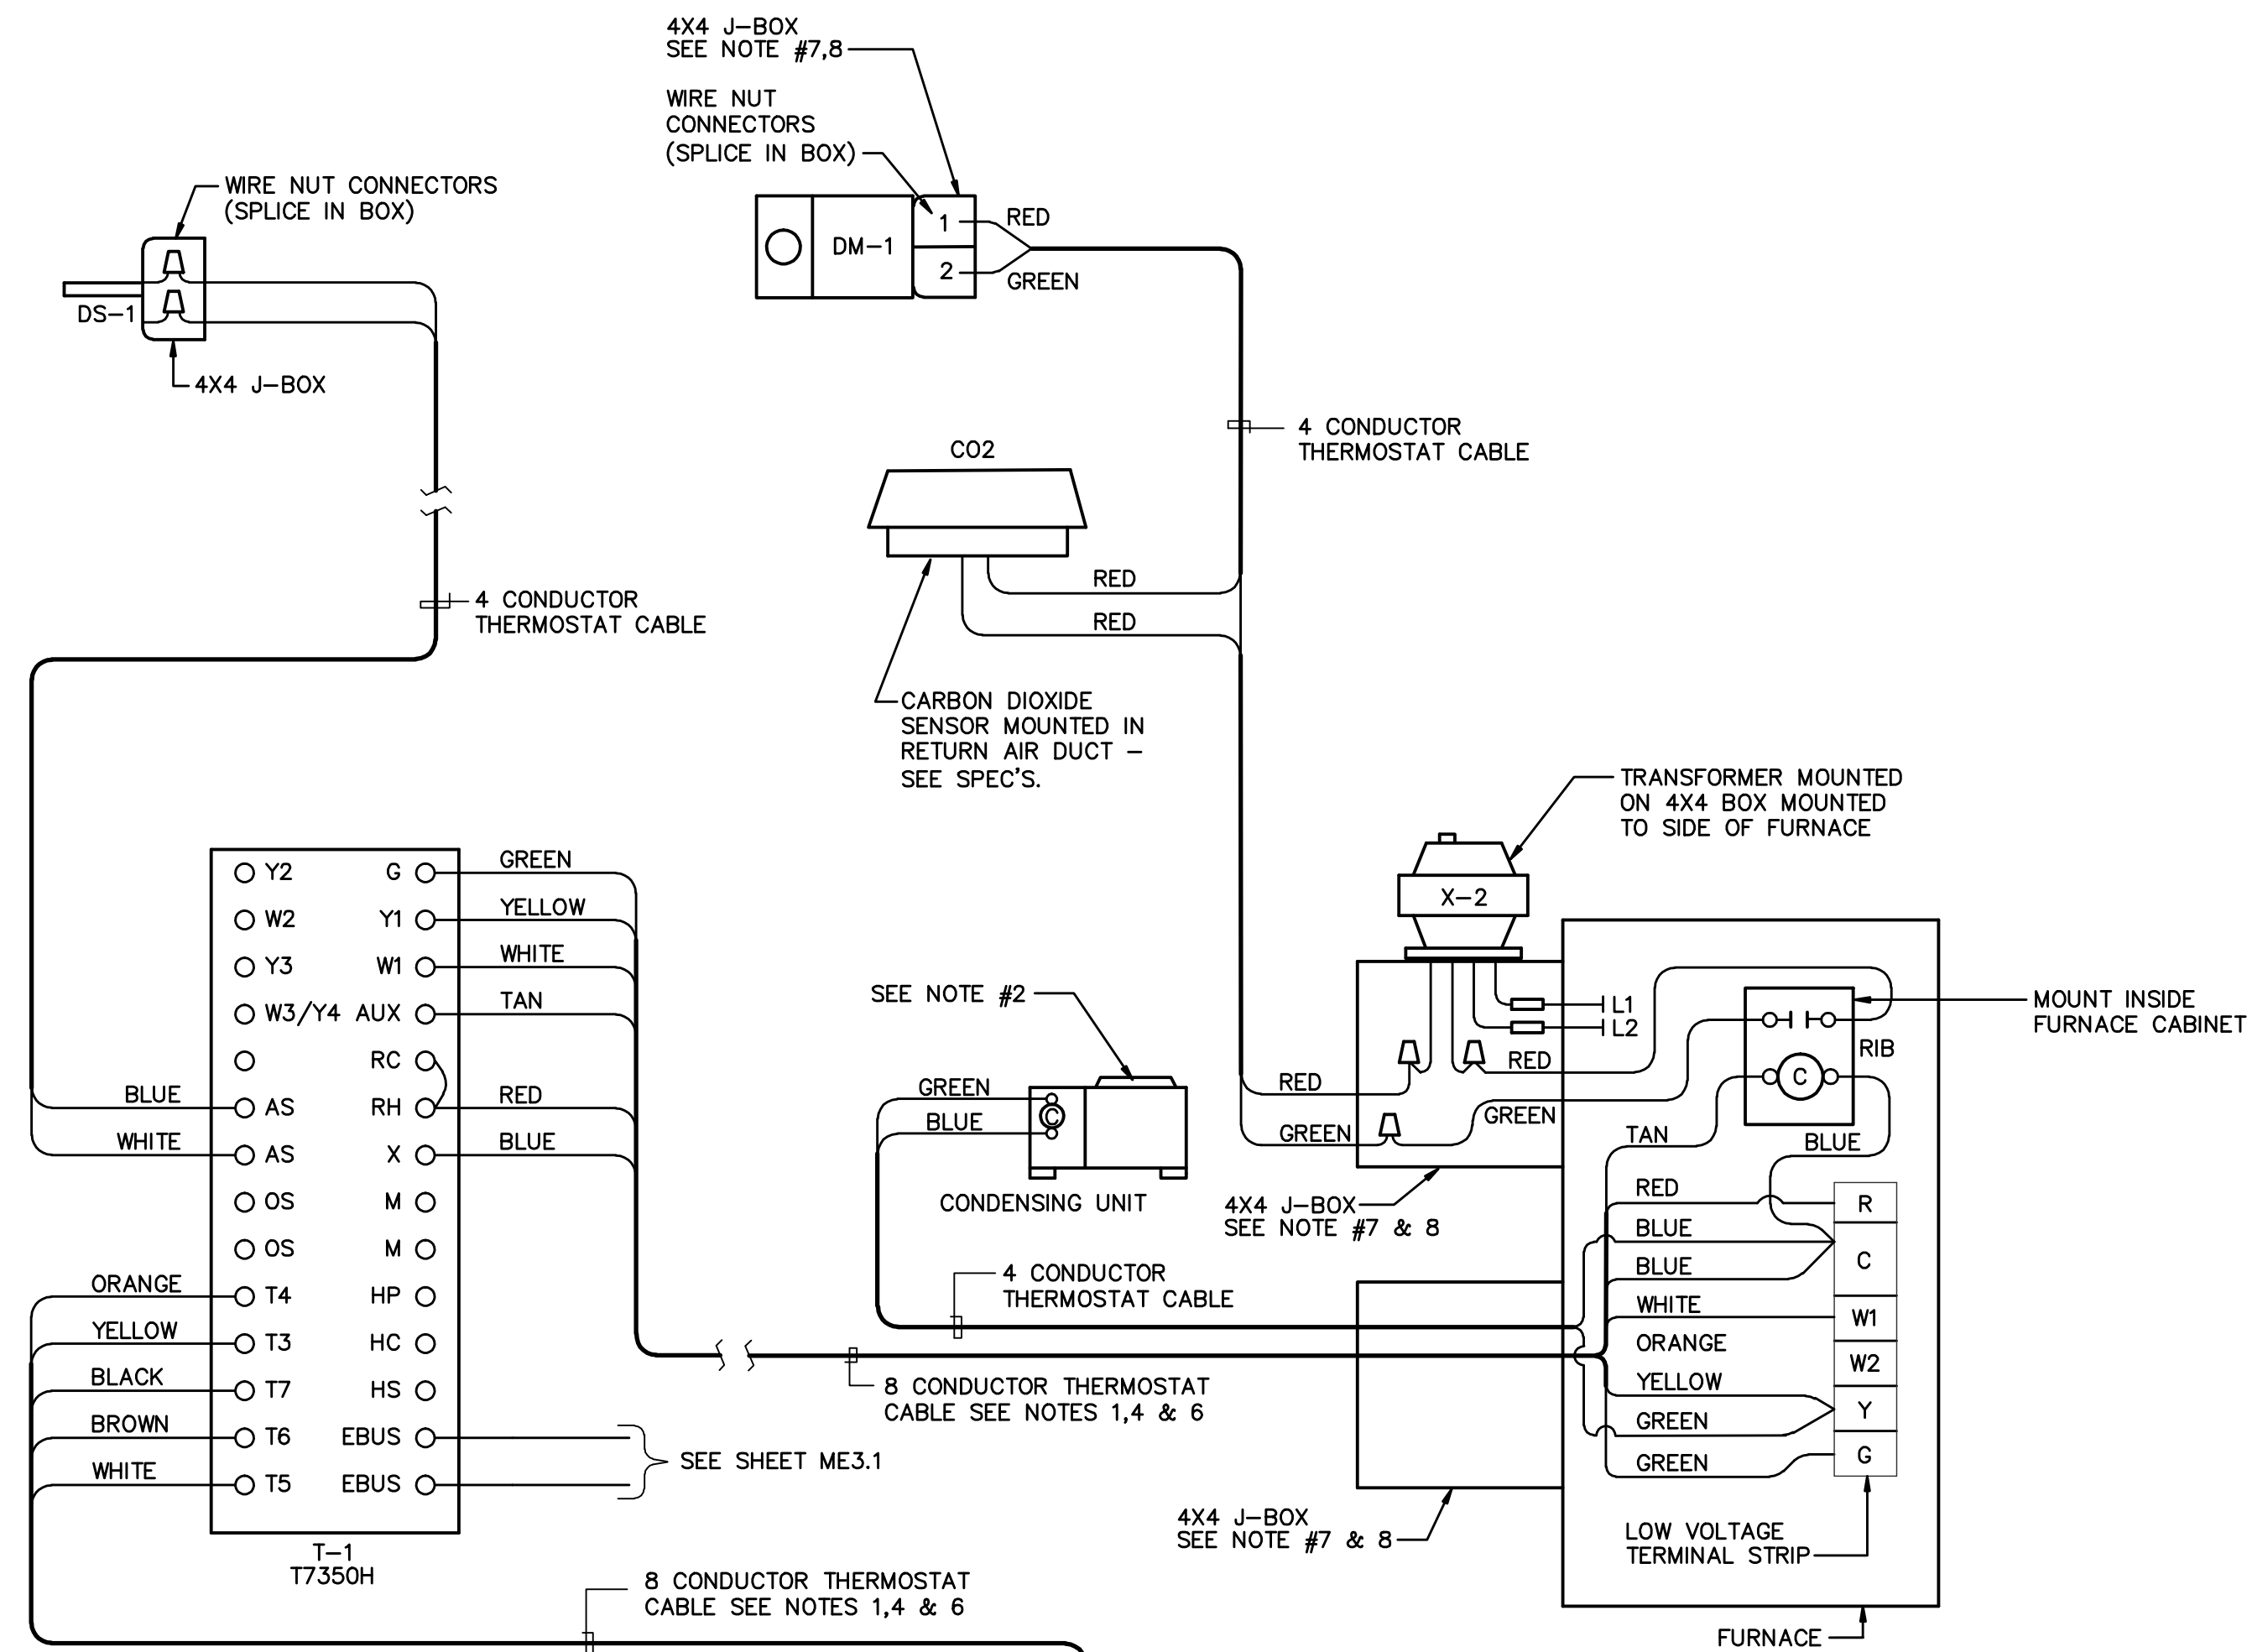 4X4 J-BOX
SEE NOTE #7,8
WIRE NUT
CONNECTORS
(SPLICE IN BOX)
WIRE NUT CONNECTORS
(SPLICE IN BOX)
DS-1
4X4 J-BOX
DM-1
1
2
RED
GREEN
4 CONDUCTOR
THERMOSTAT CABLE
CO2
RED
RED
4 CONDUCTOR
THERMOSTAT CABLE
CARBON DIOXIDE
SENSOR MOUNTED IN
RETURN AIR DUCT -
SEE SPEC'S.
TRANSFORMER MOUNTED
ON 4X4 BOX MOUNTED
TO SIDE OF FURNACE
X-2
L1
L2
RED
RED
GREEN
GREEN
MOUNT INSIDE
FURNACE CABINET
RIB
C
TAN
BLUE
4X4 J-BOX
SEE NOTE #7 & 8
SEE NOTE #2
GREEN
BLUE
C
CONDENSING UNIT
4 CONDUCTOR
THERMOSTAT CABLE
8 CONDUCTOR THERMOSTAT
CABLE SEE NOTES 1,4 & 6
Y2 G GREEN
W2 Y1 YELLOW
Y3 W1 WHITE
W3/Y4 AUX TAN
RC
BLUE AS RH RED
WHITE AS X BLUE
OS M
OS M
ORANGE T4 HP
YELLOW T3 HC
BLACK T7 HS
BROWN T6 EBUS
WHITE T5 EBUS
SEE SHEET ME3.1
T-1
T7350H
RED R
BLUE
BLUE C
WHITE W1
ORANGE W2
YELLOW
GREEN Y
GREEN G
4X4 J-BOX
SEE NOTE #7 & 8
LOW VOLTAGE
TERMINAL STRIP
FURNACE
8 CONDUCTOR THERMOSTAT
CABLE SEE NOTES 1,4 & 6